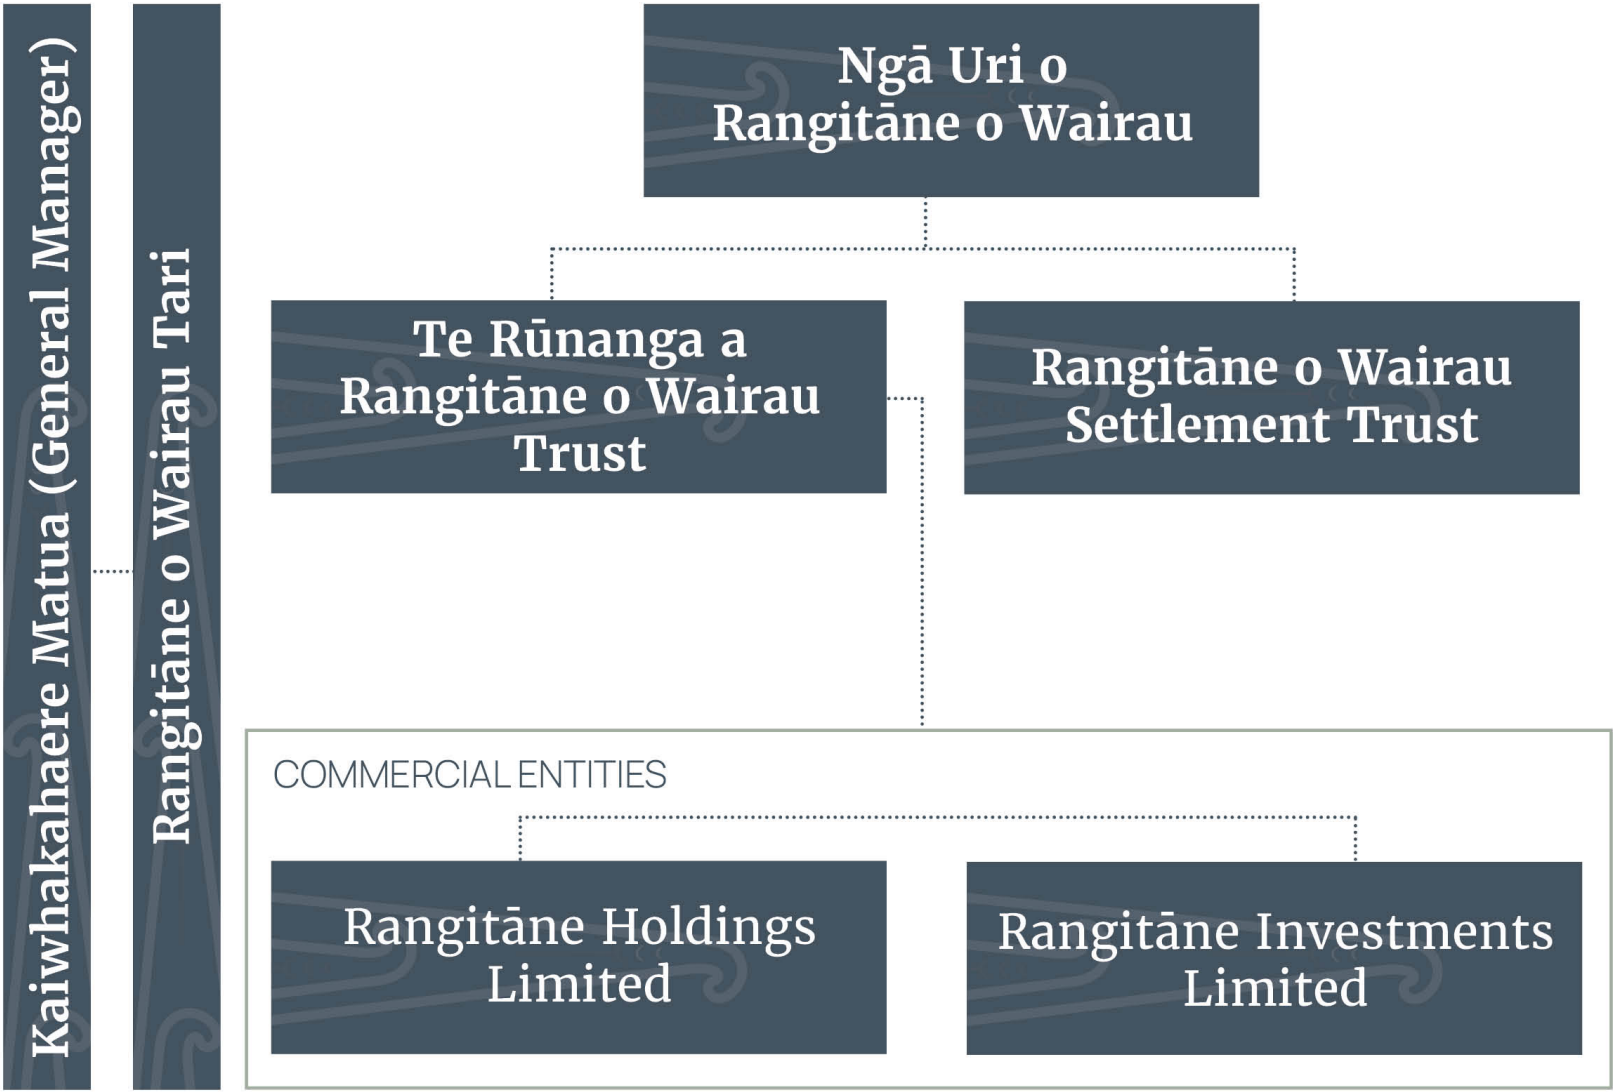 Kaiwhakahaere Matua (General Manager)
Rangitāne o Wairau Tari
Ngā Uri o
Rangitāne o Wairau
Te Rūnanga a
Rangitāne o Wairau
Trust
Rangitāne o Wairau
Settlement Trust
COMMERCIAL ENTITIES
Rangitāne Holdings
Limited
Rangitāne Investments
Limited